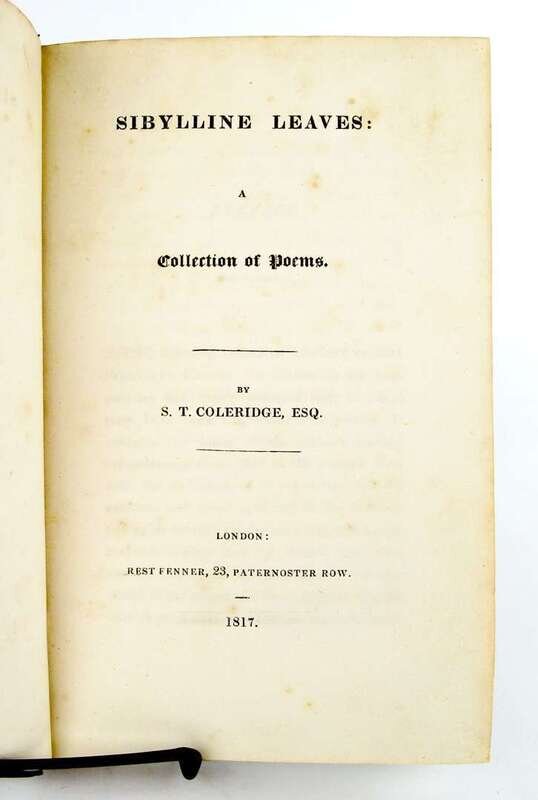 SIBYLLINE LEAVES:
A
Collection of Poems.
BY
S. T. COLERIDGE, ESQ.
LONDON:
REST FENNER, 23, PATERNOSTER ROW.
1817.